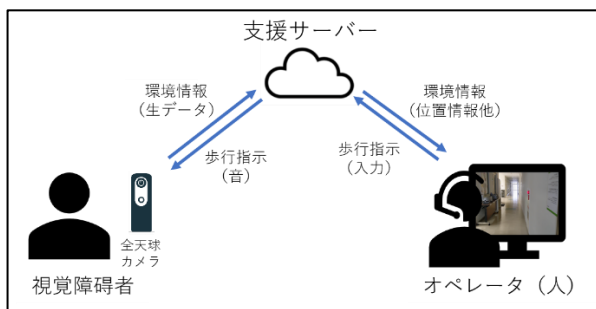 支援サーバー
環境情報
（生データ）
環境情報
（位置情報他）
歩行指示
（音）
歩行指示
（入力）
全天球
カメラ
視覚障碍者
オペレータ（人）